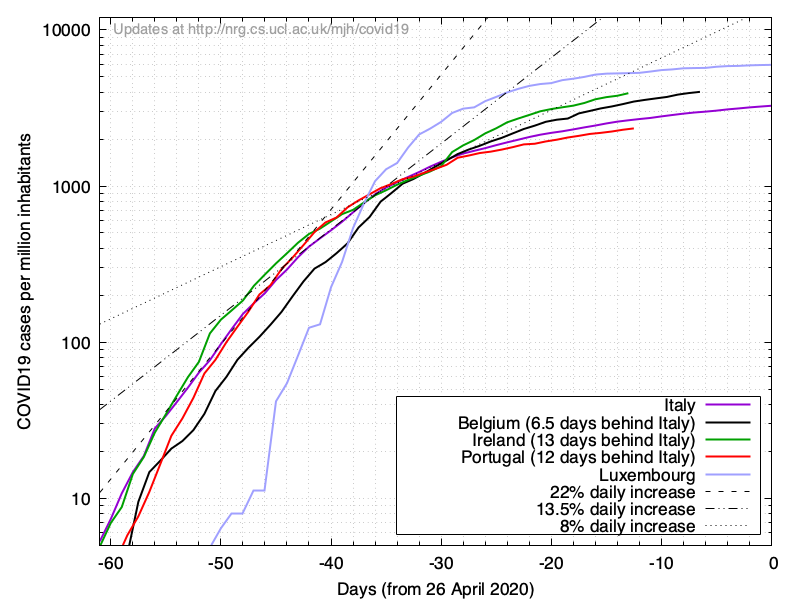 Updates at http://nrg.cs.ucl.ac.uk/mjh/covid19
10000
1000
100
10
COVID19 cases per million inhabitants
Italy
Belgium (6.5 days behind Italy)
Ireland (13 days behind Italy)
Portugal (12 days behind Italy)
Luxembourg
22% daily increase
13.5% daily increase
8% daily increase
-60 -50 -40 -30 -20 -10 0
Days (from 26 April 2020)